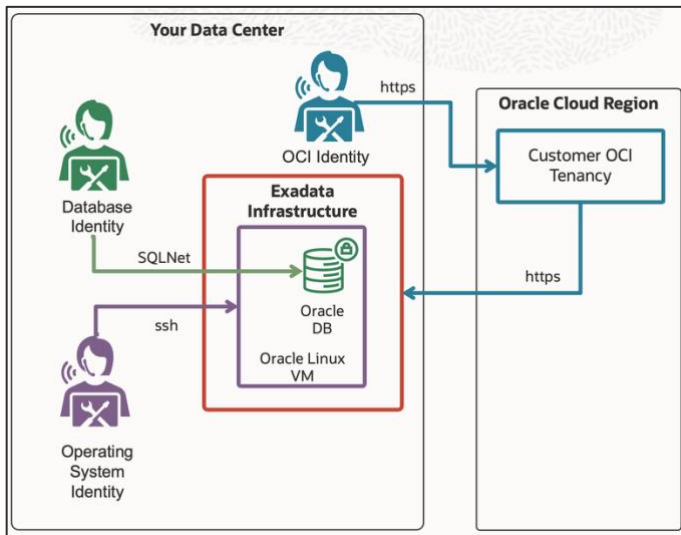 Your Data Center
https
OCI Identity
Oracle Cloud Region
Customer OCI
Tenancy
Database
Identity
Exadata
Infrastructure
SQLNet
https
Oracle
DB
ssh
Oracle Linux
VM
Operating
System
Identity